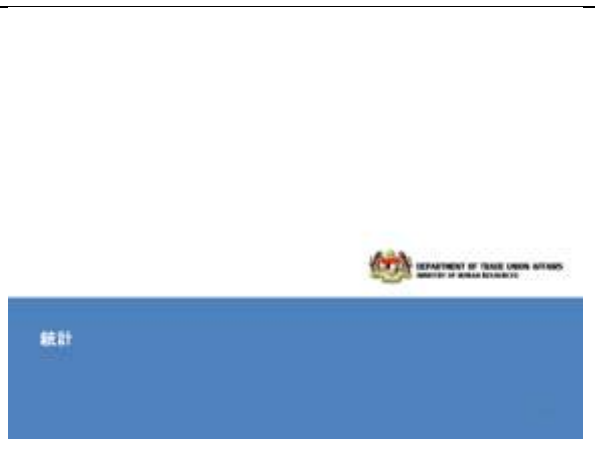 DEPARTMENT OF TRADE UNION AFFAIRS
MINISTRY OF HUMAN RESOURCES
統計